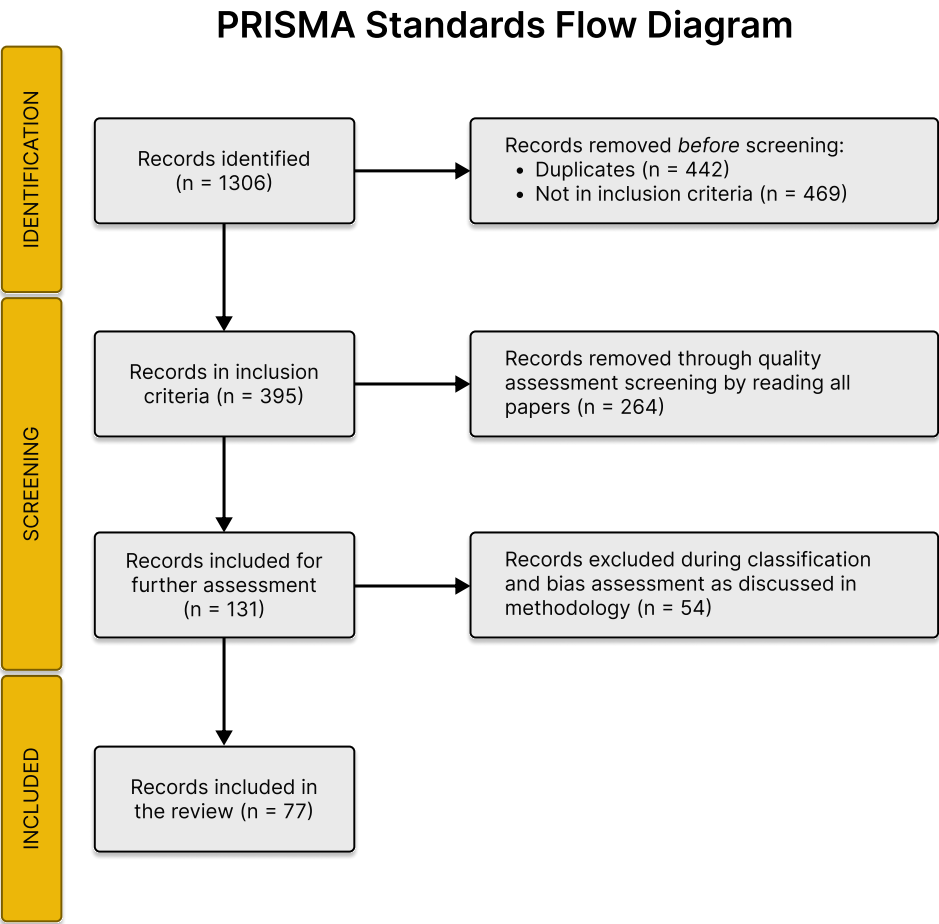 PRISMA Standards Flow Diagram
IDENTIFICATION
Records identified
(n = 1306)
Records removed before screening:
• Duplicates (n = 442)
• Not in inclusion criteria (n = 469)
SCREENING
Records in inclusion
criteria (n = 395)
Records removed through quality
assessment screening by reading all
papers (n = 264)
Records included for
further assessment
(n = 131)
Records excluded during classification
and bias assessment as discussed in
methodology (n = 54)
INCLUDED
Records included in
the review (n = 77)